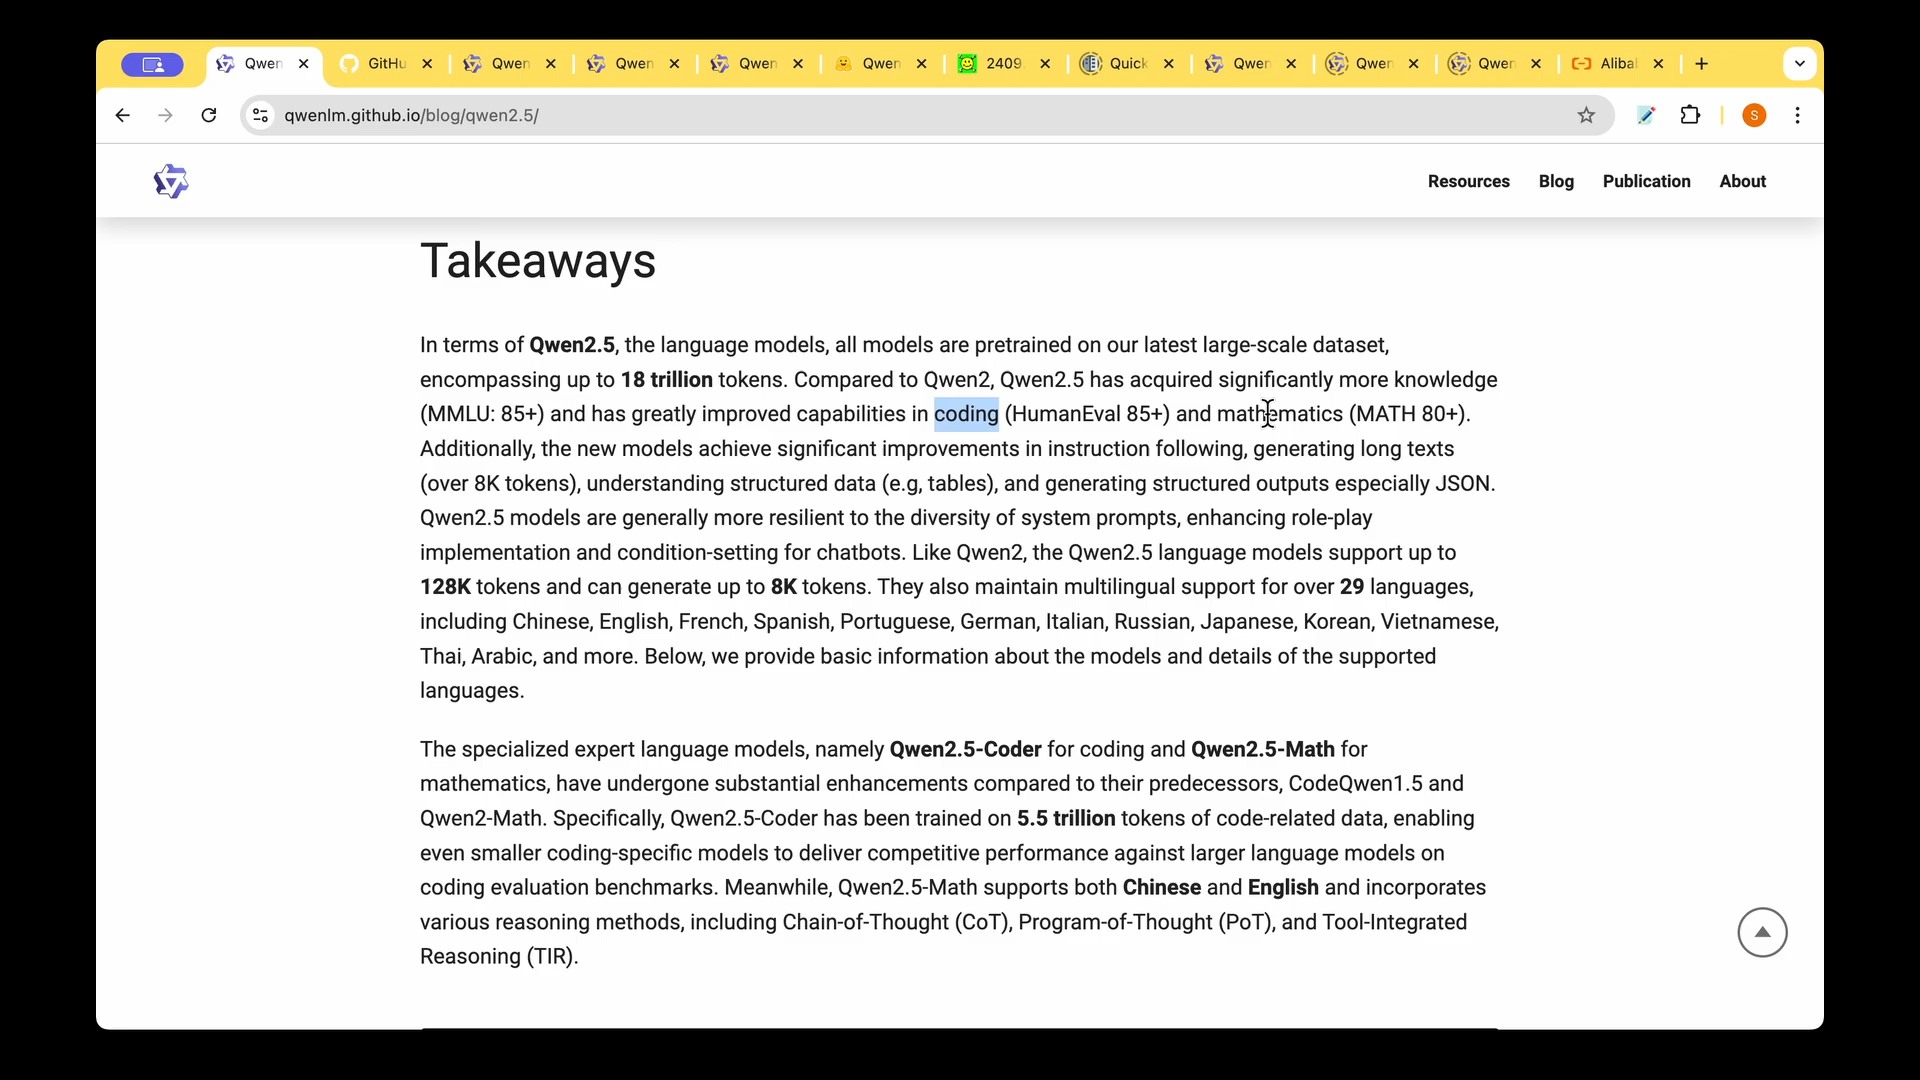 Qwen GitHu Qwen Qwen Qwen Qwen 2409 Quick Qwen Qwen Qwen Alibal
qwenlm.github.io/blog/qwen2.5/ S
Resources Blog Publication About
Takeaways
In terms of Qwen2.5, the language models, all models are pretrained on our latest large-scale dataset,
encompassing up to 18 trillion tokens. Compared to Qwen2, Qwen2.5 has acquired significantly more knowledge
(MMLU: 85+) and has greatly improved capabilities in coding (HumanEval 85+) and mathematics (MATH 80+).
Additionally, the new models achieve significant improvements in instruction following, generating long texts
(over 8K tokens), understanding structured data (e.g, tables), and generating structured outputs especially JSON.
Qwen2.5 models are generally more resilient to the diversity of system prompts, enhancing role-play
implementation and condition-setting for chatbots. Like Qwen2, the Qwen2.5 language models support up to
128K tokens and can generate up to 8K tokens. They also maintain multilingual support for over 29 languages,
including Chinese, English, French, Spanish, Portuguese, German, Italian, Russian, Japanese, Korean, Vietnamese,
Thai, Arabic, and more. Below, we provide basic information about the models and details of the supported
languages.
The specialized expert language models, namely Qwen2.5-Coder for coding and Qwen2.5-Math for
mathematics, have undergone substantial enhancements compared to their predecessors, CodeQwen1.5 and
Qwen2-Math. Specifically, Qwen2.5-Coder has been trained on 5.5 trillion tokens of code-related data, enabling
even smaller coding-specific models to deliver competitive performance against larger language models on
coding evaluation benchmarks. Meanwhile, Qwen2.5-Math supports both Chinese and English and incorporates
various reasoning methods, including Chain-of-Thought (CoT), Program-of-Thought (PoT), and Tool-Integrated
Reasoning (TIR).